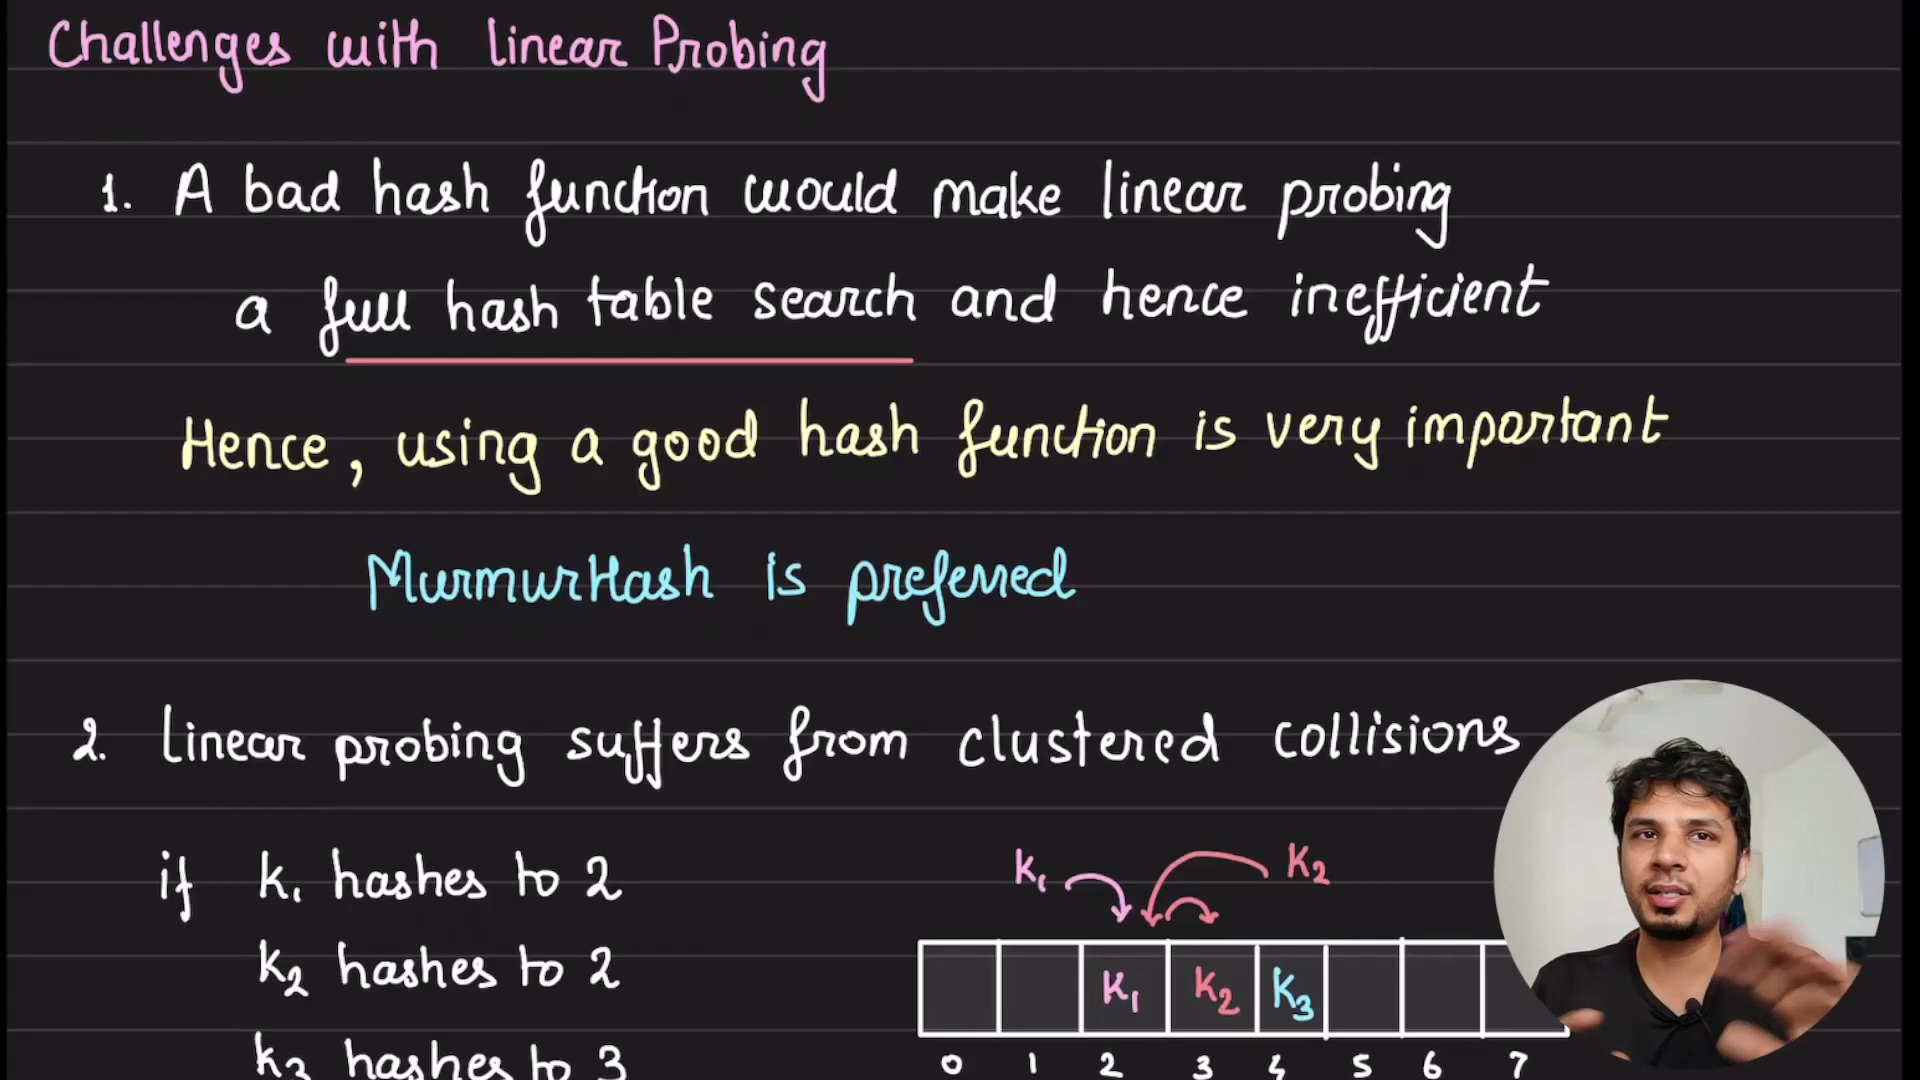 Challenges with linear Probing
1. A bad hash function would make linear probing
a full hash table search and hence inefficient
Hence, using a good hash function is very important
MurmurHash is preferred
2. linear probing suffers from clustered collisions
if k1 hashes to 2
k2 hashes to 2
k3 hashes to 3
K1 K2
K1 K2 K3
0 1 2 3 4 5 6 7